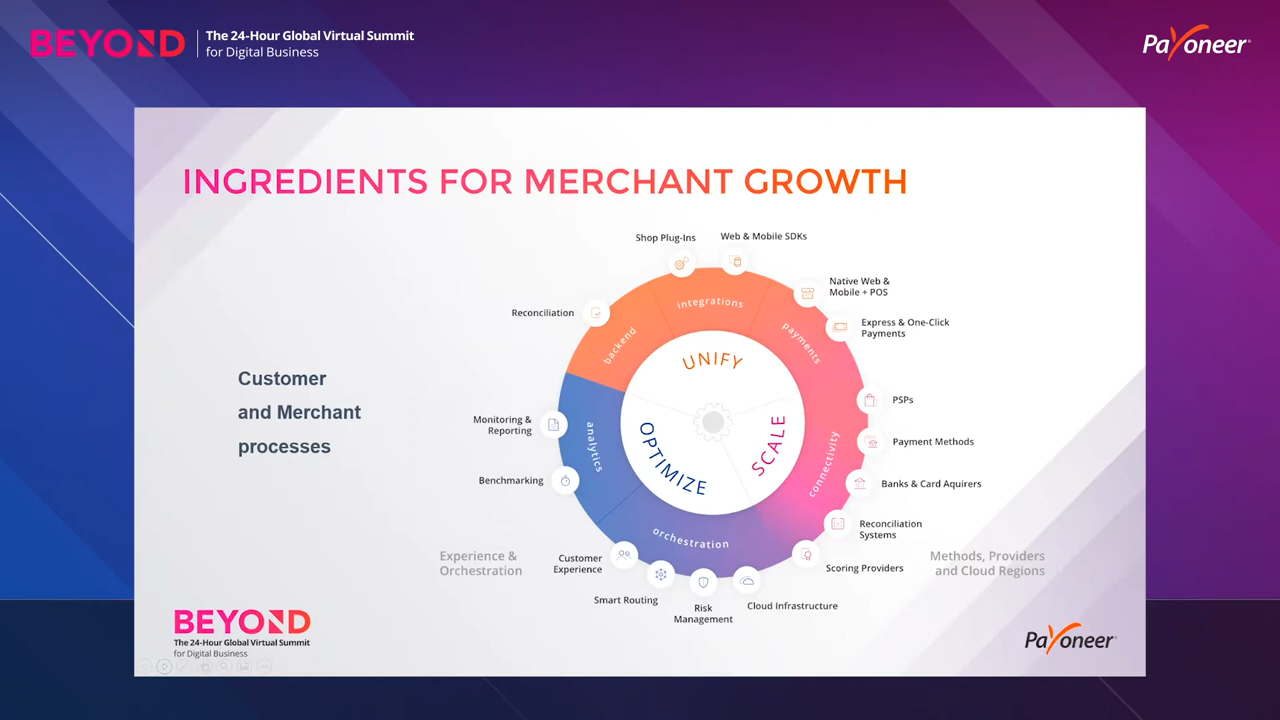 BEYOND
The 24-Hour Global Virtual Summit
for Digital Business
Payoneer
INGREDIENTS FOR MERCHANT GROWTH
Customer
and Merchant
processes
Shop Plug-Ins
Web & Mobile SDKs
Native Web &
Mobile + POS
Express & One-Click
Payments
PSPs
Payment Methods
Banks & Card Aquirers
Reconciliation
Systems
Scoring Providers
Cloud Infrastructure
Risk
Management
Smart Routing
Customer
Experience
Benchmarking
Monitoring &
Reporting
Reconciliation
backend
integrations
payments
connectivity
orchestration
analytics
UNIFY
SCALE
OPTIMIZE
Experience &
Orchestration
Methods, Providers
and Cloud Regions
BEYOND
The 24-Hour Global Virtual Summit
for Digital Business
Payoneer